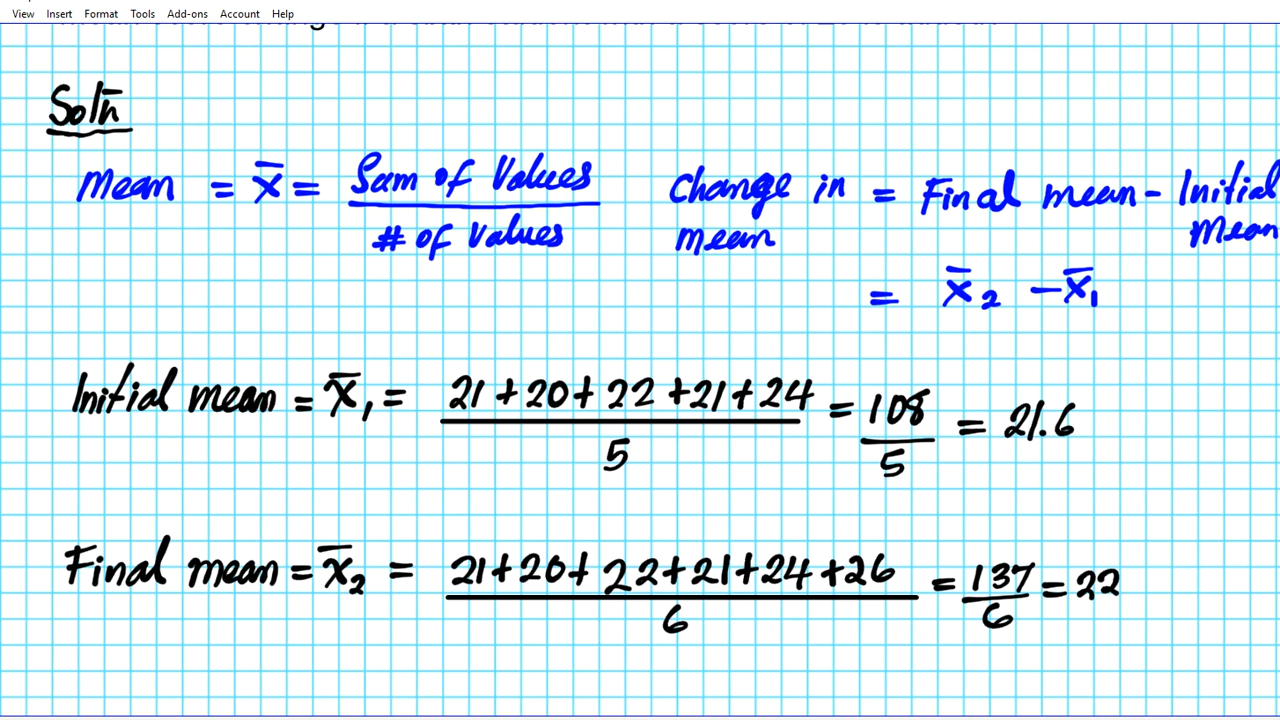 View Insert Format Tools Add-ons Account Help
Soln
Mean = x̄ = Sum of Values / # of Values
Change in mean = Final mean - Initial Mean
= x̄₂ - x̄₁
Initial mean = x̄₁ = 21+20+22+21+24 / 5 = 108 / 5 = 21.6
Final mean = x̄₂ = 21+20+22+21+24+26 / 6 = 137 / 6 = 22